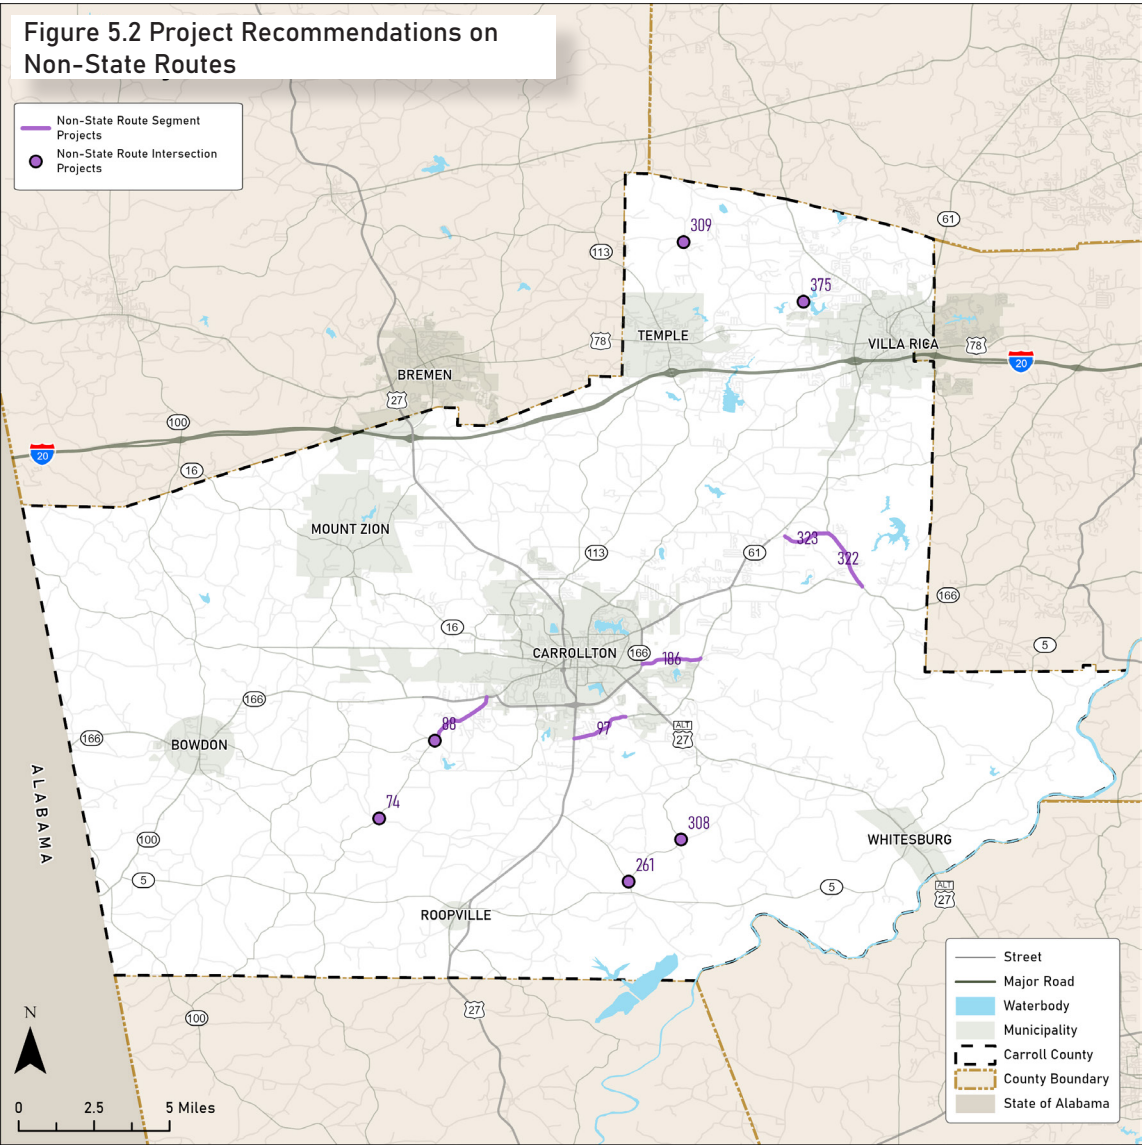 Figure 5.2 Project Recommendations on
Non-State Routes
Non-State Route Segment
Projects
Non-State Route Intersection
Projects
61
309
113
375
TEMPLE
78
VILLA RICA
78
20
BREMEN
27
100
20
16
MOUNT ZION
113
61
323
322
166
16
CARROLLTON
166
186
5
166
88
97
ALT
27
166
BOWDON
74
308
100
WHITESBURG
261
5
5
ALT
27
ROOPVILLE
ALABAMA
27
100
N
0 2.5 5 Miles
Street
Major Road
Waterbody
Municipality
Carroll County
County Boundary
State of Alabama